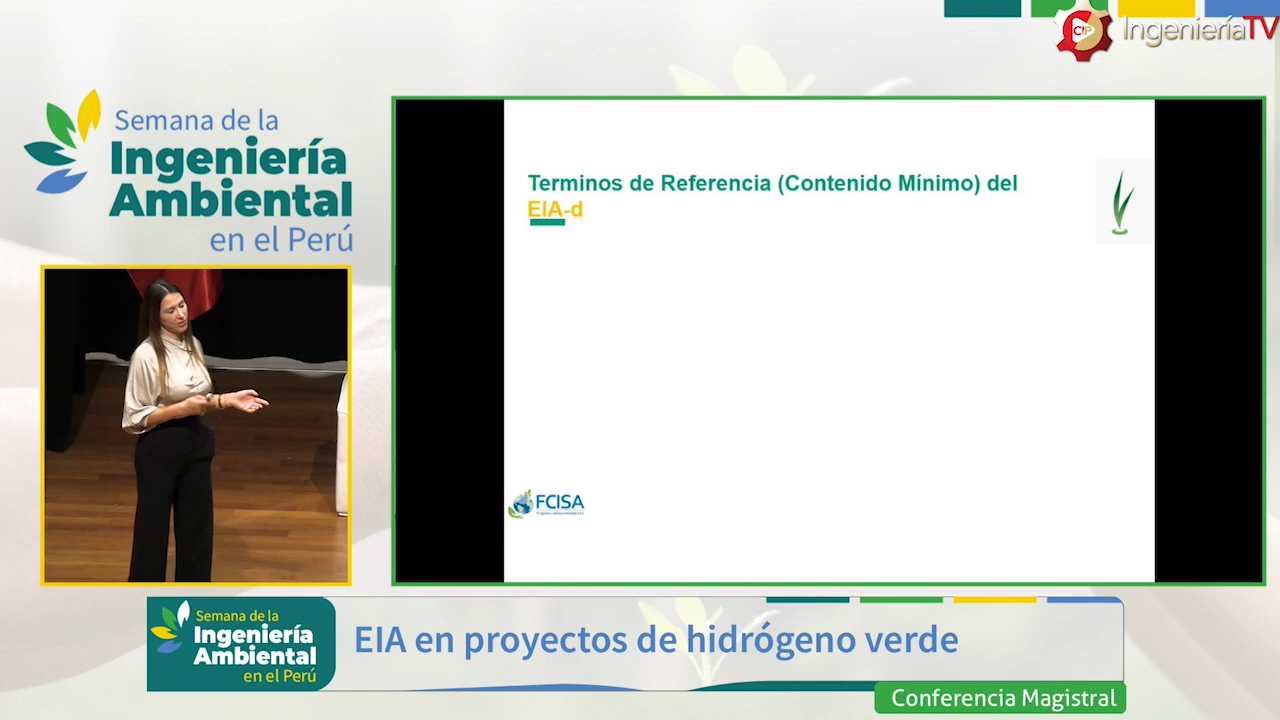 CIP IngenieríaTV
Semana de la
Ingeniería
Ambiental
en el Perú
Terminos de Referencia (Contenido Mínimo) del
EIA-d
FCISA
Semana de la
Ingeniería
Ambiental
en el Perú
EIA en proyectos de hidrógeno verde
Conferencia Magistral